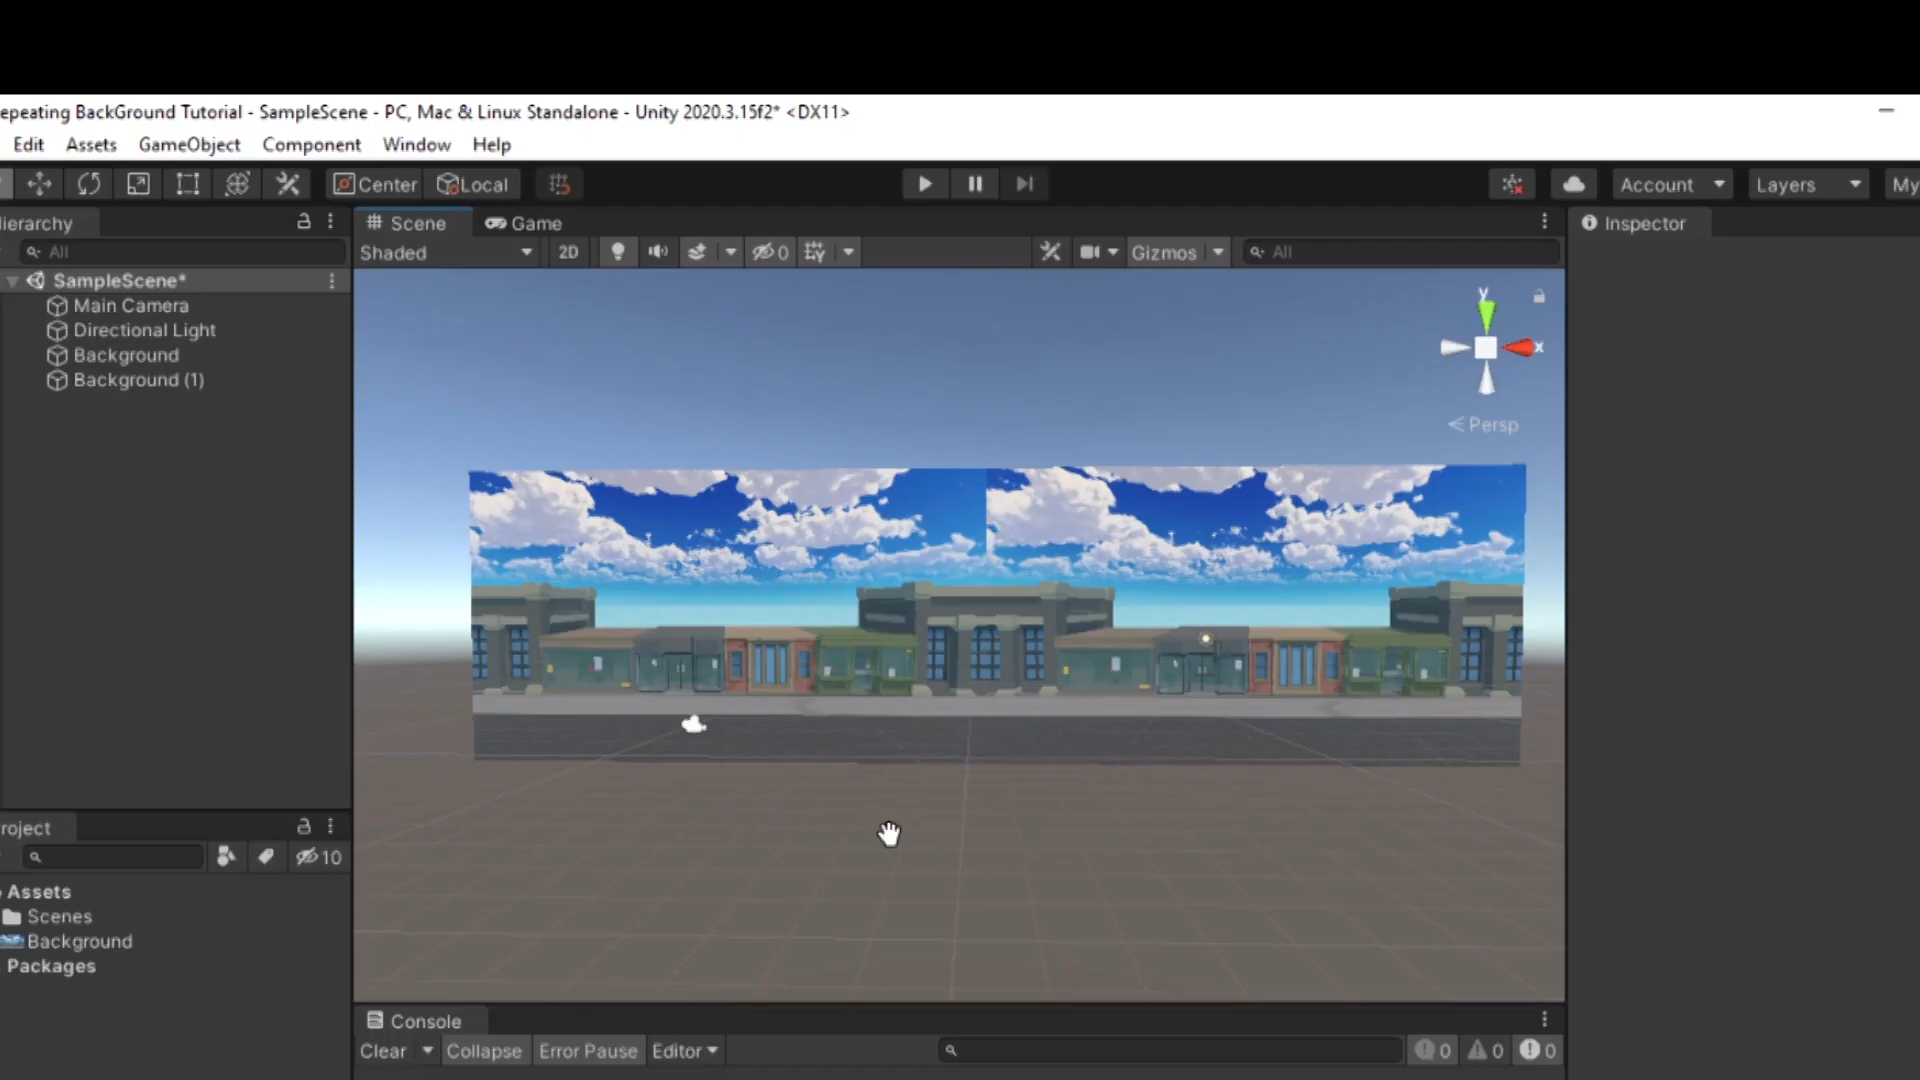 epeating BackGround Tutorial - SampleScene - PC, Mac & Linux Standalone - Unity 2020.3.15f2* <DX11>
Edit Assets GameObject Component Window Help
Center Local Account Layers My
ierarchy Scene Game Inspector
All Shaded 2D 0 Gizmos All
SampleScene*
Main Camera
Directional Light
Background
Background (1)
y
x
Persp
roject
10
Assets
Scenes
Background
Packages
Console
Clear Collapse Error Pause Editor 0 0 0